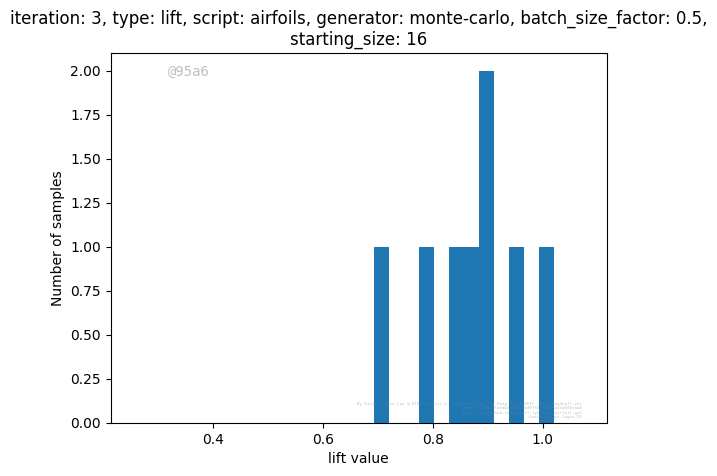 iteration: 3, type: lift, script: airfoils, generator: monte-carlo, batch_size_factor: 0.5,
starting_size: 16
@95a6
2.00
1.75
1.50
1.25
1.00
0.75
0.50
0.25
0.00
Number of samples
0.4
0.6
0.8
1.0
lift value